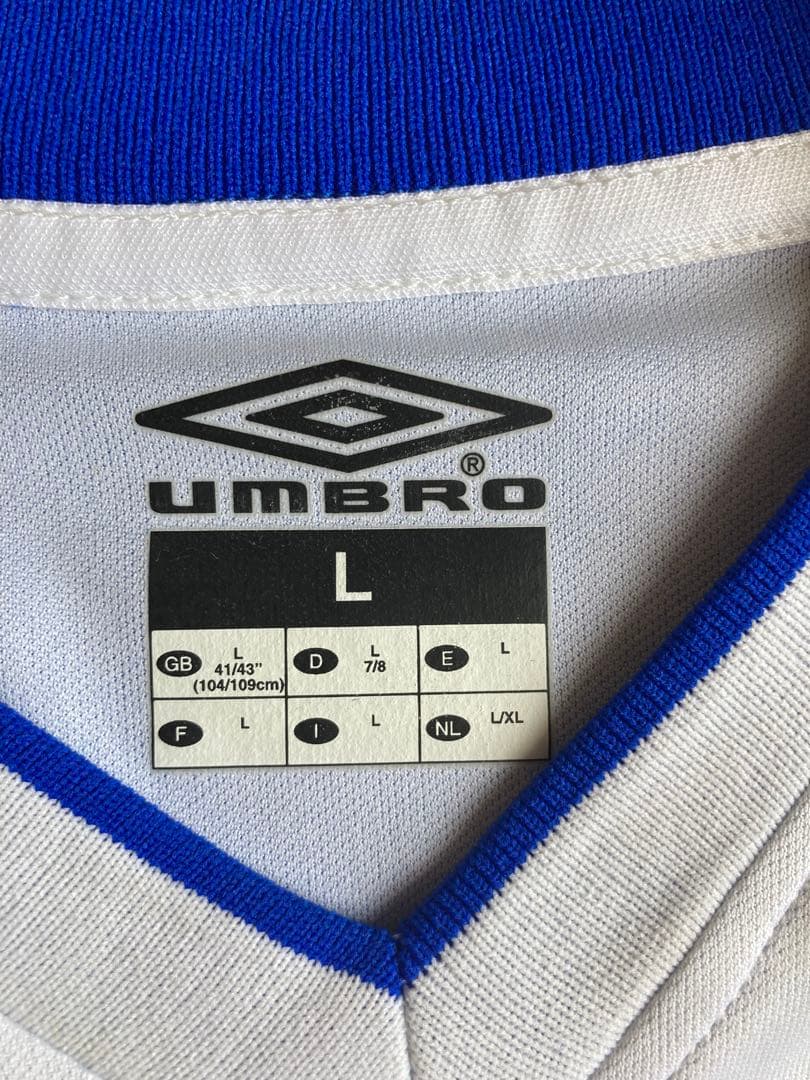 UMBRO®
L
GB L 41/43"
(104/109cm)
D L
7/8
E L
F L
I L
NL L/XL